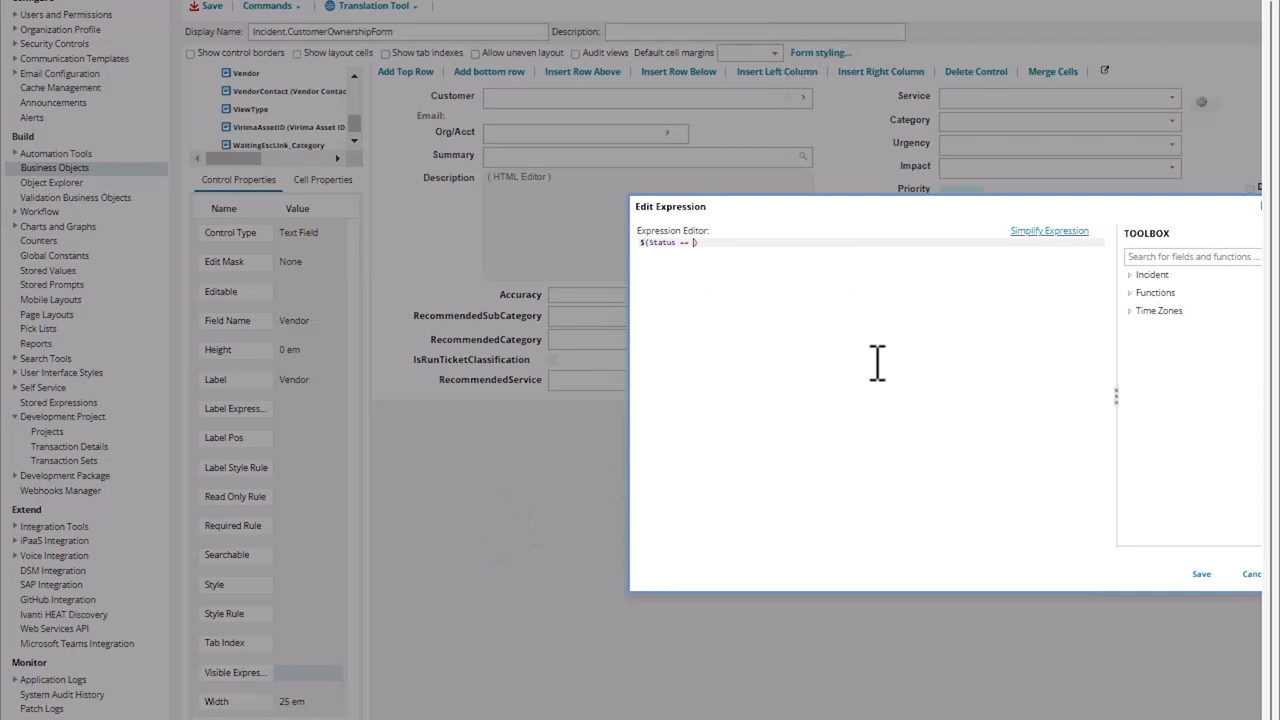 Configure
Users and Permissions
Organization Profile
Security Controls
Communication Templates
Email Configuration
Cache Management
Announcements
Alerts
Build
Automation Tools
Business Objects
Object Explorer
Validation Business Objects
Workflow
Charts and Graphs
Counters
Global Constants
Stored Values
Stored Prompts
Mobile Layouts
Page Layouts
Pick Lists
Reports
Search Tools
User Interface Styles
Self Service
Stored Expressions
Development Project
Projects
Transaction Details
Transaction Sets
Development Package
Webhooks Manager
Extend
Integration Tools
iPaaS Integration
Voice Integration
DSM Integration
SAP Integration
GitHub Integration
Ivanti HEAT Discovery
Web Services API
Microsoft Teams Integration
Monitor
Application Logs
System Audit History
Patch Logs
Save Commands Translation Tool
Display Name: Incident.CustomerOwnershipForm Description:
Show control borders Show layout cells Show tab indexes Allow uneven layout Audit views Default cell margins Form styling...
Vendor
VendorContact (Vendor Contac
ViewType
VirimaAssetID (Virima Asset ID
WaitingEscLink_Category
Control Properties Cell Properties
Name Value
Control Type Text Field
Edit Mask None
Editable
Field Name Vendor
Height 0 em
Label Vendor
Label Express...
Label Pos
Label Style Rule
Read Only Rule
Required Rule
Searchable
Style
Style Rule
Tab Index
Visible Expres...
Width 25 em
Add Top Row Add bottom row Insert Row Above Insert Row Below Insert Left Column Insert Right Column Delete Control Merge Cells
Customer
Email:
Org/Acct
Summary
Description ( HTML Editor )
Accuracy
RecommendedSubCategory
RecommendedCategory
IsRunTicketClassification
RecommendedService
Service
Category
Urgency
Impact
Priority
Edit Expression
Expression Editor: Simplify Expression
$(Status == )
TOOLBOX
Search for fields and functions ...
Incident
Functions
Time Zones
Save Canc